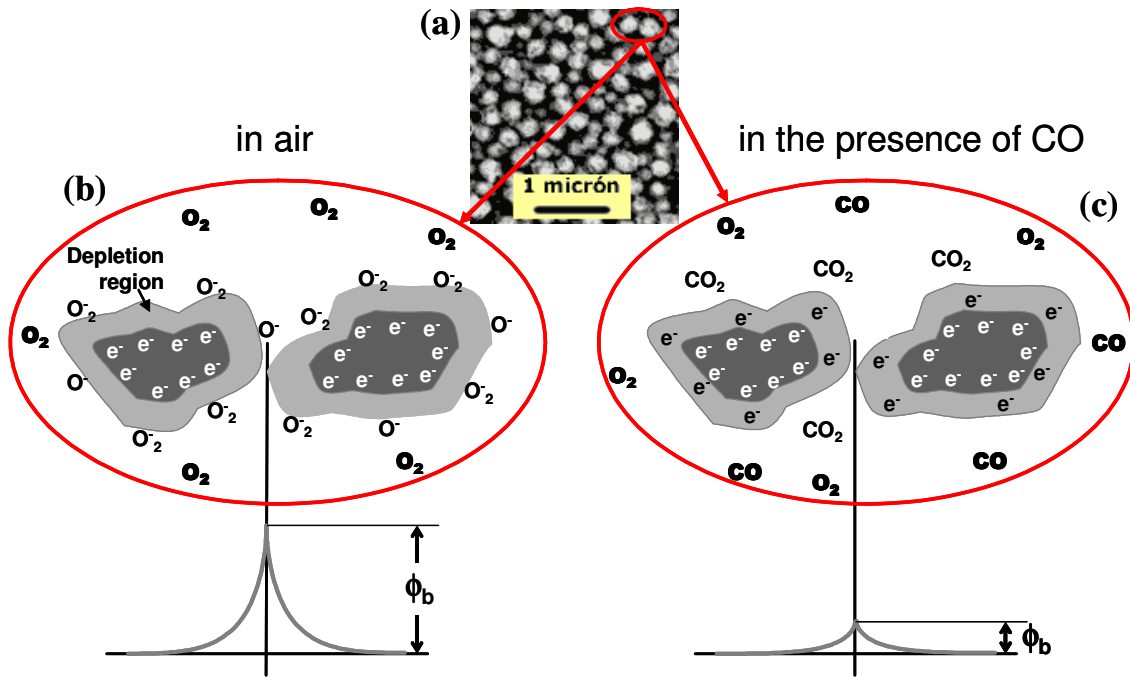 (a)
in air
in the presence of CO
1 micrón
(b)
(c)
O₂
O₂
O₂
Depletion
region
O⁻₂
O⁻₂
O⁻₂
O⁻₂
O⁻₂
O⁻
O⁻
O₂
e⁻ e⁻ e⁻ e⁻
e⁻ e⁻ e⁻ e⁻
e⁻ e⁻ e⁻ e⁻
e⁻ e⁻ e⁻ e⁻ e⁻
O⁻
O⁻₂
O⁻₂
O⁻₂
O⁻₂
O⁻
O₂
O₂
CO
O₂
O₂
CO₂
CO₂
CO₂
e⁻ e⁻ e⁻ e⁻ e⁻
e⁻ e⁻ e⁻ e⁻ e⁻
e⁻ e⁻ e⁻ e⁻ e⁻
e⁻ e⁻ e⁻ e⁻ e⁻
CO
O₂
e⁻ e⁻ e⁻ e⁻
e⁻ e⁻ e⁻ e⁻ e⁻
CO₂
CO
O₂
CO
ϕb
ϕb